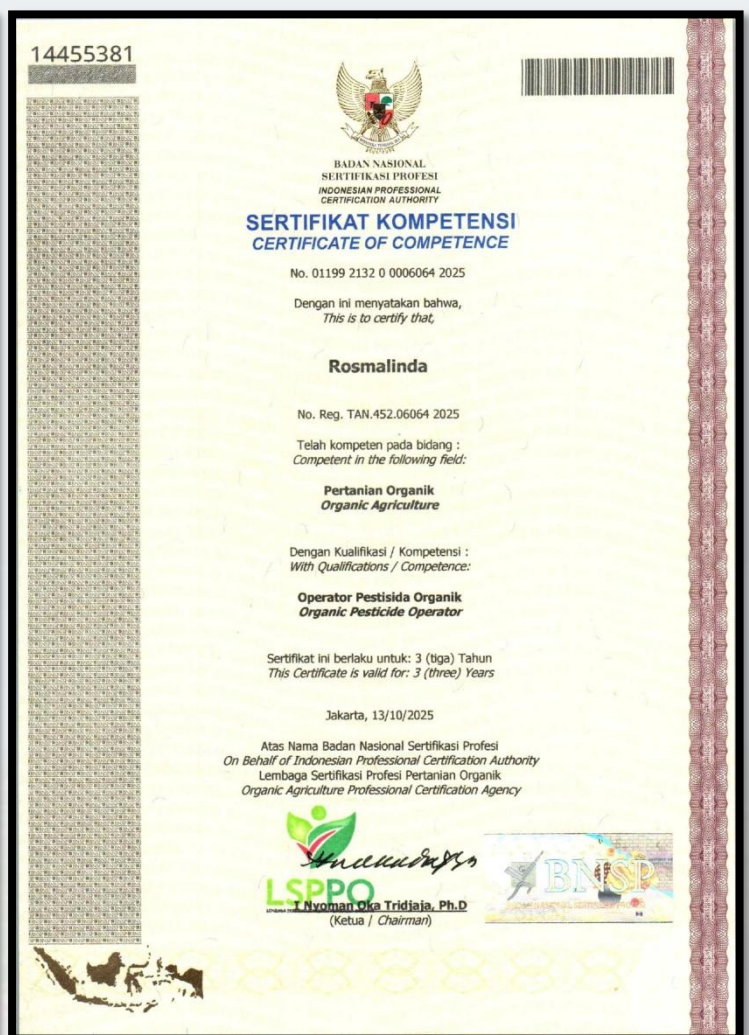 14455381
BADAN NASIONAL
SERTIFIKASI PROFESI
INDONESIAN PROFESSIONAL
CERTIFICATION AUTHORITY
SERTIFIKAT KOMPETENSI
CERTIFICATE OF COMPETENCE
No. 01199 2132 0 0006064 2025
Dengan ini menyatakan bahwa,
This is to certify that,
Rosmalinda
No. Reg. TAN.452.06064 2025
Telah kompeten pada bidang :
Competent in the following field:
Pertanian Organik
Organic Agriculture
Dengan Kualifikasi / Kompetensi :
With Qualifications / Competence:
Operator Pestisida Organik
Organic Pesticide Operator
Sertifikat ini berlaku untuk: 3 (tiga) Tahun
This Certificate is valid for: 3 (three) Years
Jakarta, 13/10/2025
Atas Nama Badan Nasional Sertifikasi Profesi
On Behalf of Indonesian Professional Certification Authority
Lembaga Sertifikasi Profesi Pertanian Organik
Organic Agriculture Professional Certification Agency
LSPPO
BNSP
I Nyoman Oka Tridjaja, Ph.D
(Ketua / Chairman)